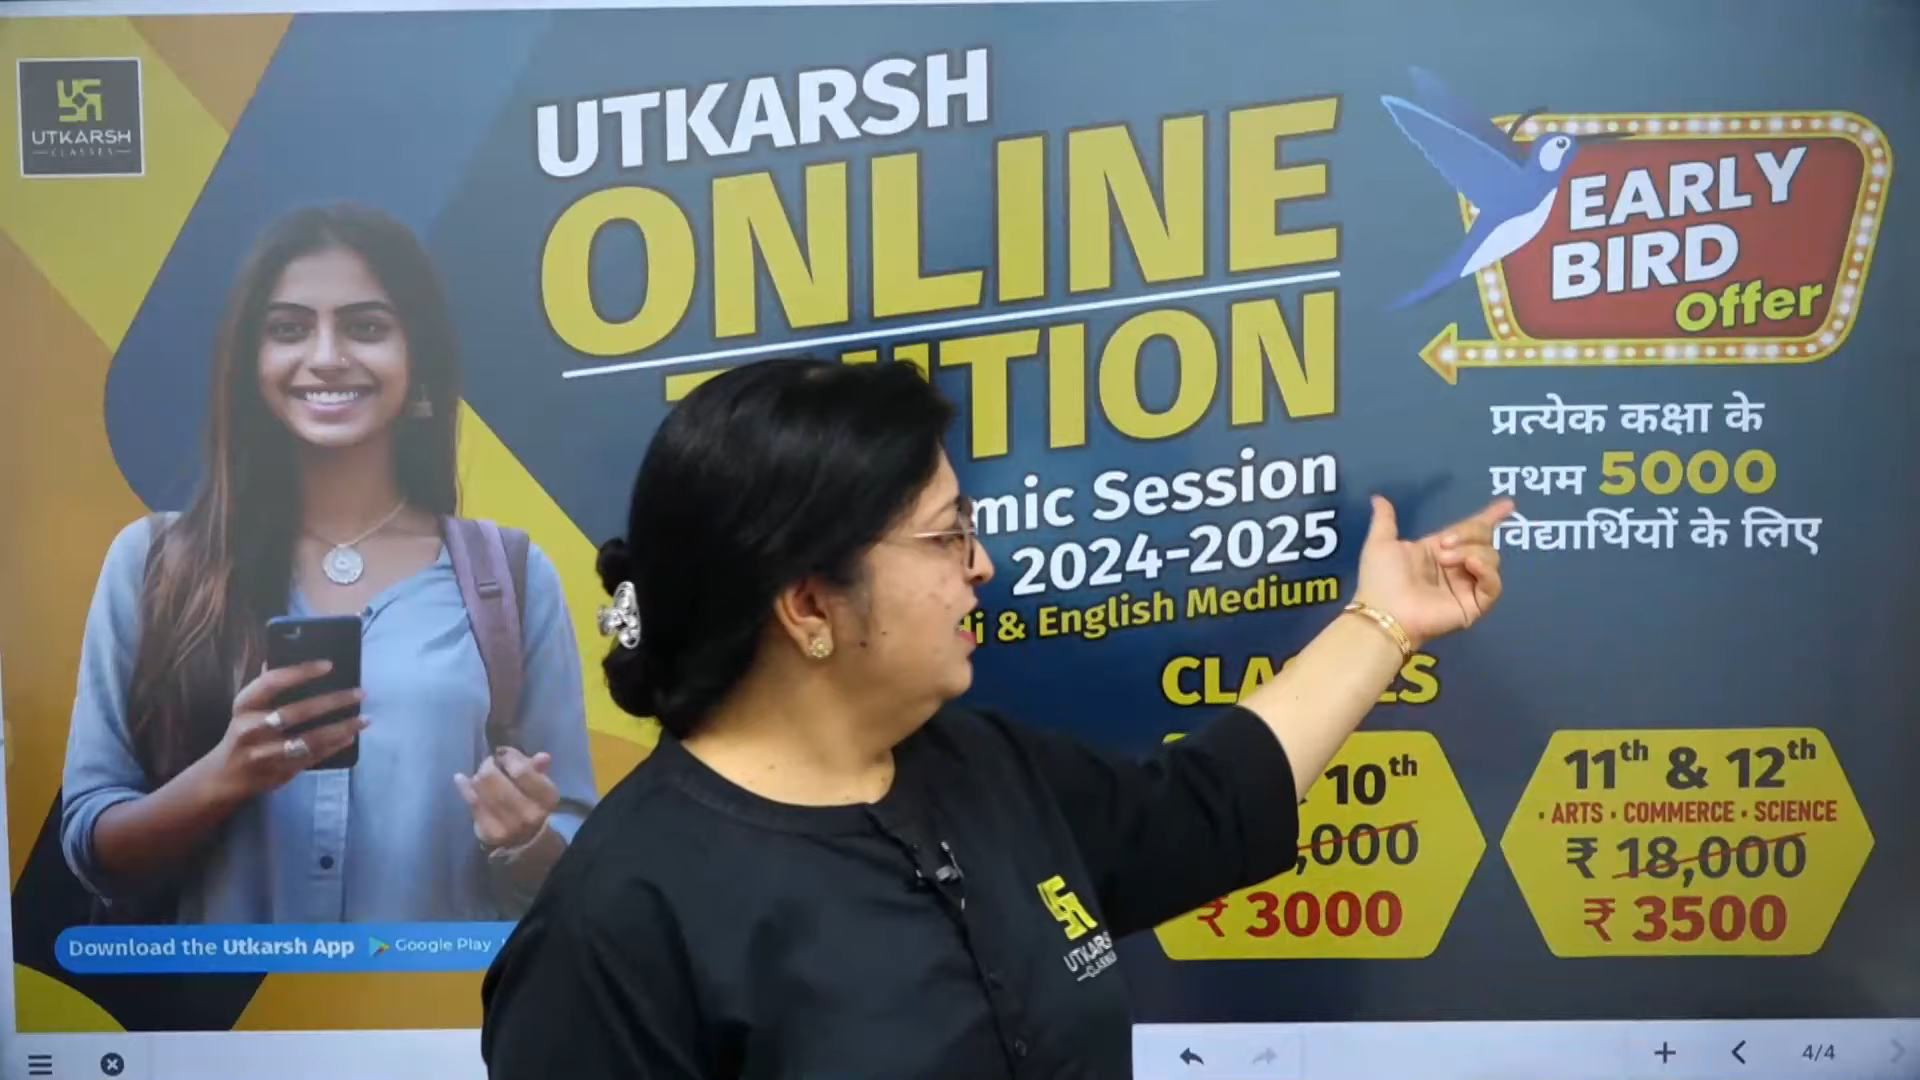 UTKARSH
CLASSES
UTKARSH
ONLINE
EARLY
BIRD
Offer
प्रत्येक कक्षा के
प्रथम 5000
विद्यार्थियों के लिए
Session
2024-2025
& English Medium
10th
11th & 12th
· ARTS · COMMERCE · SCIENCE
,000
₹ 18,000
₹ 3000
₹ 3500
Download the Utkarsh App Google Play
UTKARSH
4/4